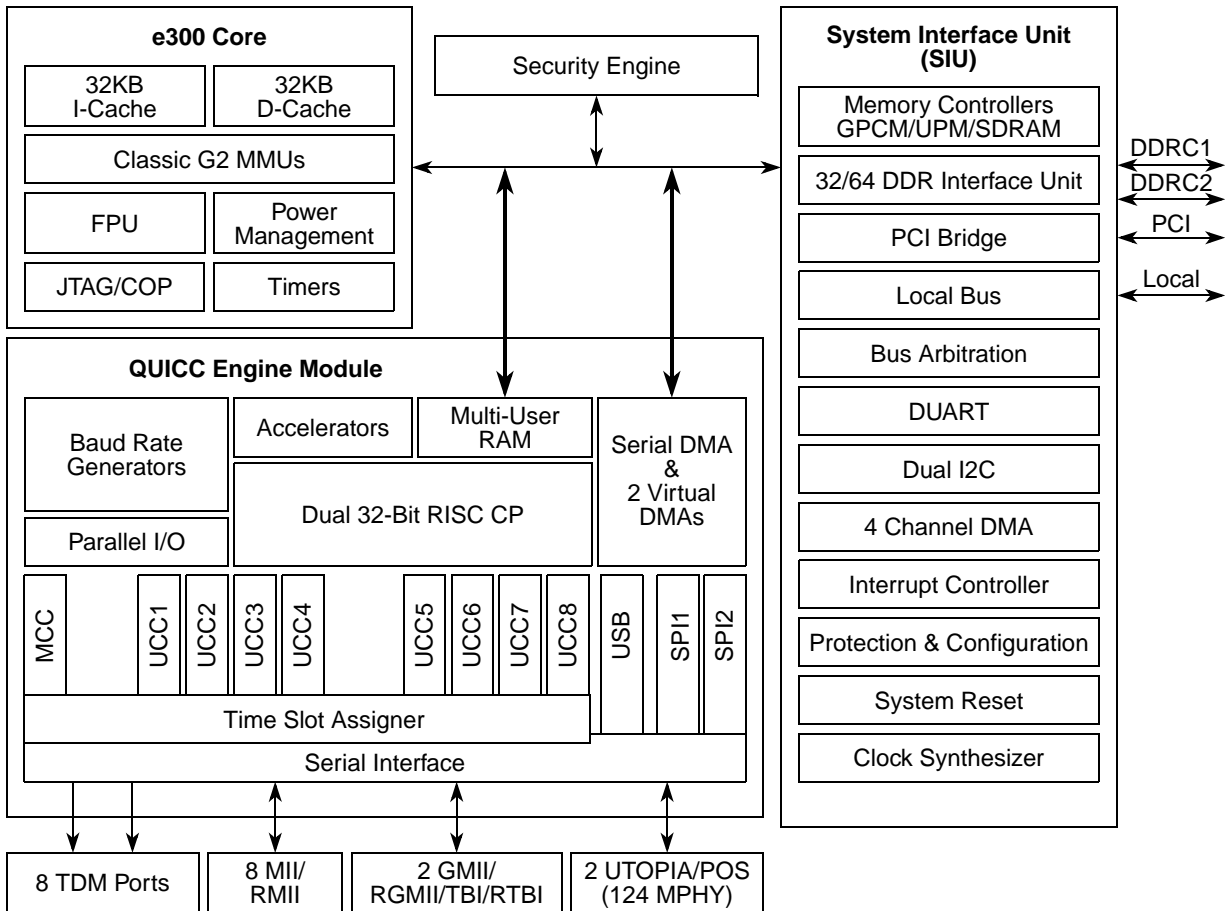 e300 Core
32KB
I-Cache
32KB
D-Cache
Classic G2 MMUs
FPU
Power
Management
JTAG/COP
Timers
Security Engine
System Interface Unit
(SIU)
Memory Controllers
GPCM/UPM/SDRAM
32/64 DDR Interface Unit
PCI Bridge
Local Bus
Bus Arbitration
DUART
Dual I2C
4 Channel DMA
Interrupt Controller
Protection & Configuration
System Reset
Clock Synthesizer
DDRC1
DDRC2
PCI
Local
QUICC Engine Module
Baud Rate
Generators
Accelerators
Multi-User
RAM
Serial DMA
&
2 Virtual
DMAs
Parallel I/O
Dual 32-Bit RISC CP
MCC
UCC1
UCC2
UCC3
UCC4
UCC5
UCC6
UCC7
UCC8
USB
SPI1
SPI2
Time Slot Assigner
Serial Interface
8 TDM Ports
8 MII/
RMII
2 GMII/
RGMII/TBI/RTBI
2 UTOPIA/POS
(124 MPHY)